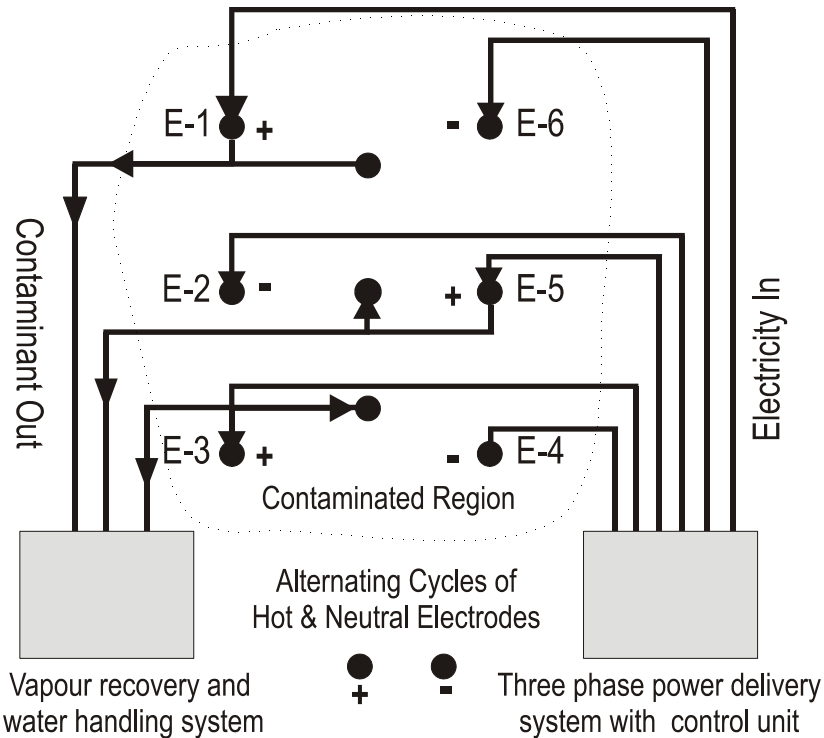 E-1 +
- E-6
E-2 -
+ E-5
E-3 +
- E-4
Contaminant Out
Electricity In
Contaminated Region
Alternating Cycles of
Hot & Neutral Electrodes
+ -
Vapour recovery and
water handling system
Three phase power delivery
system with control unit